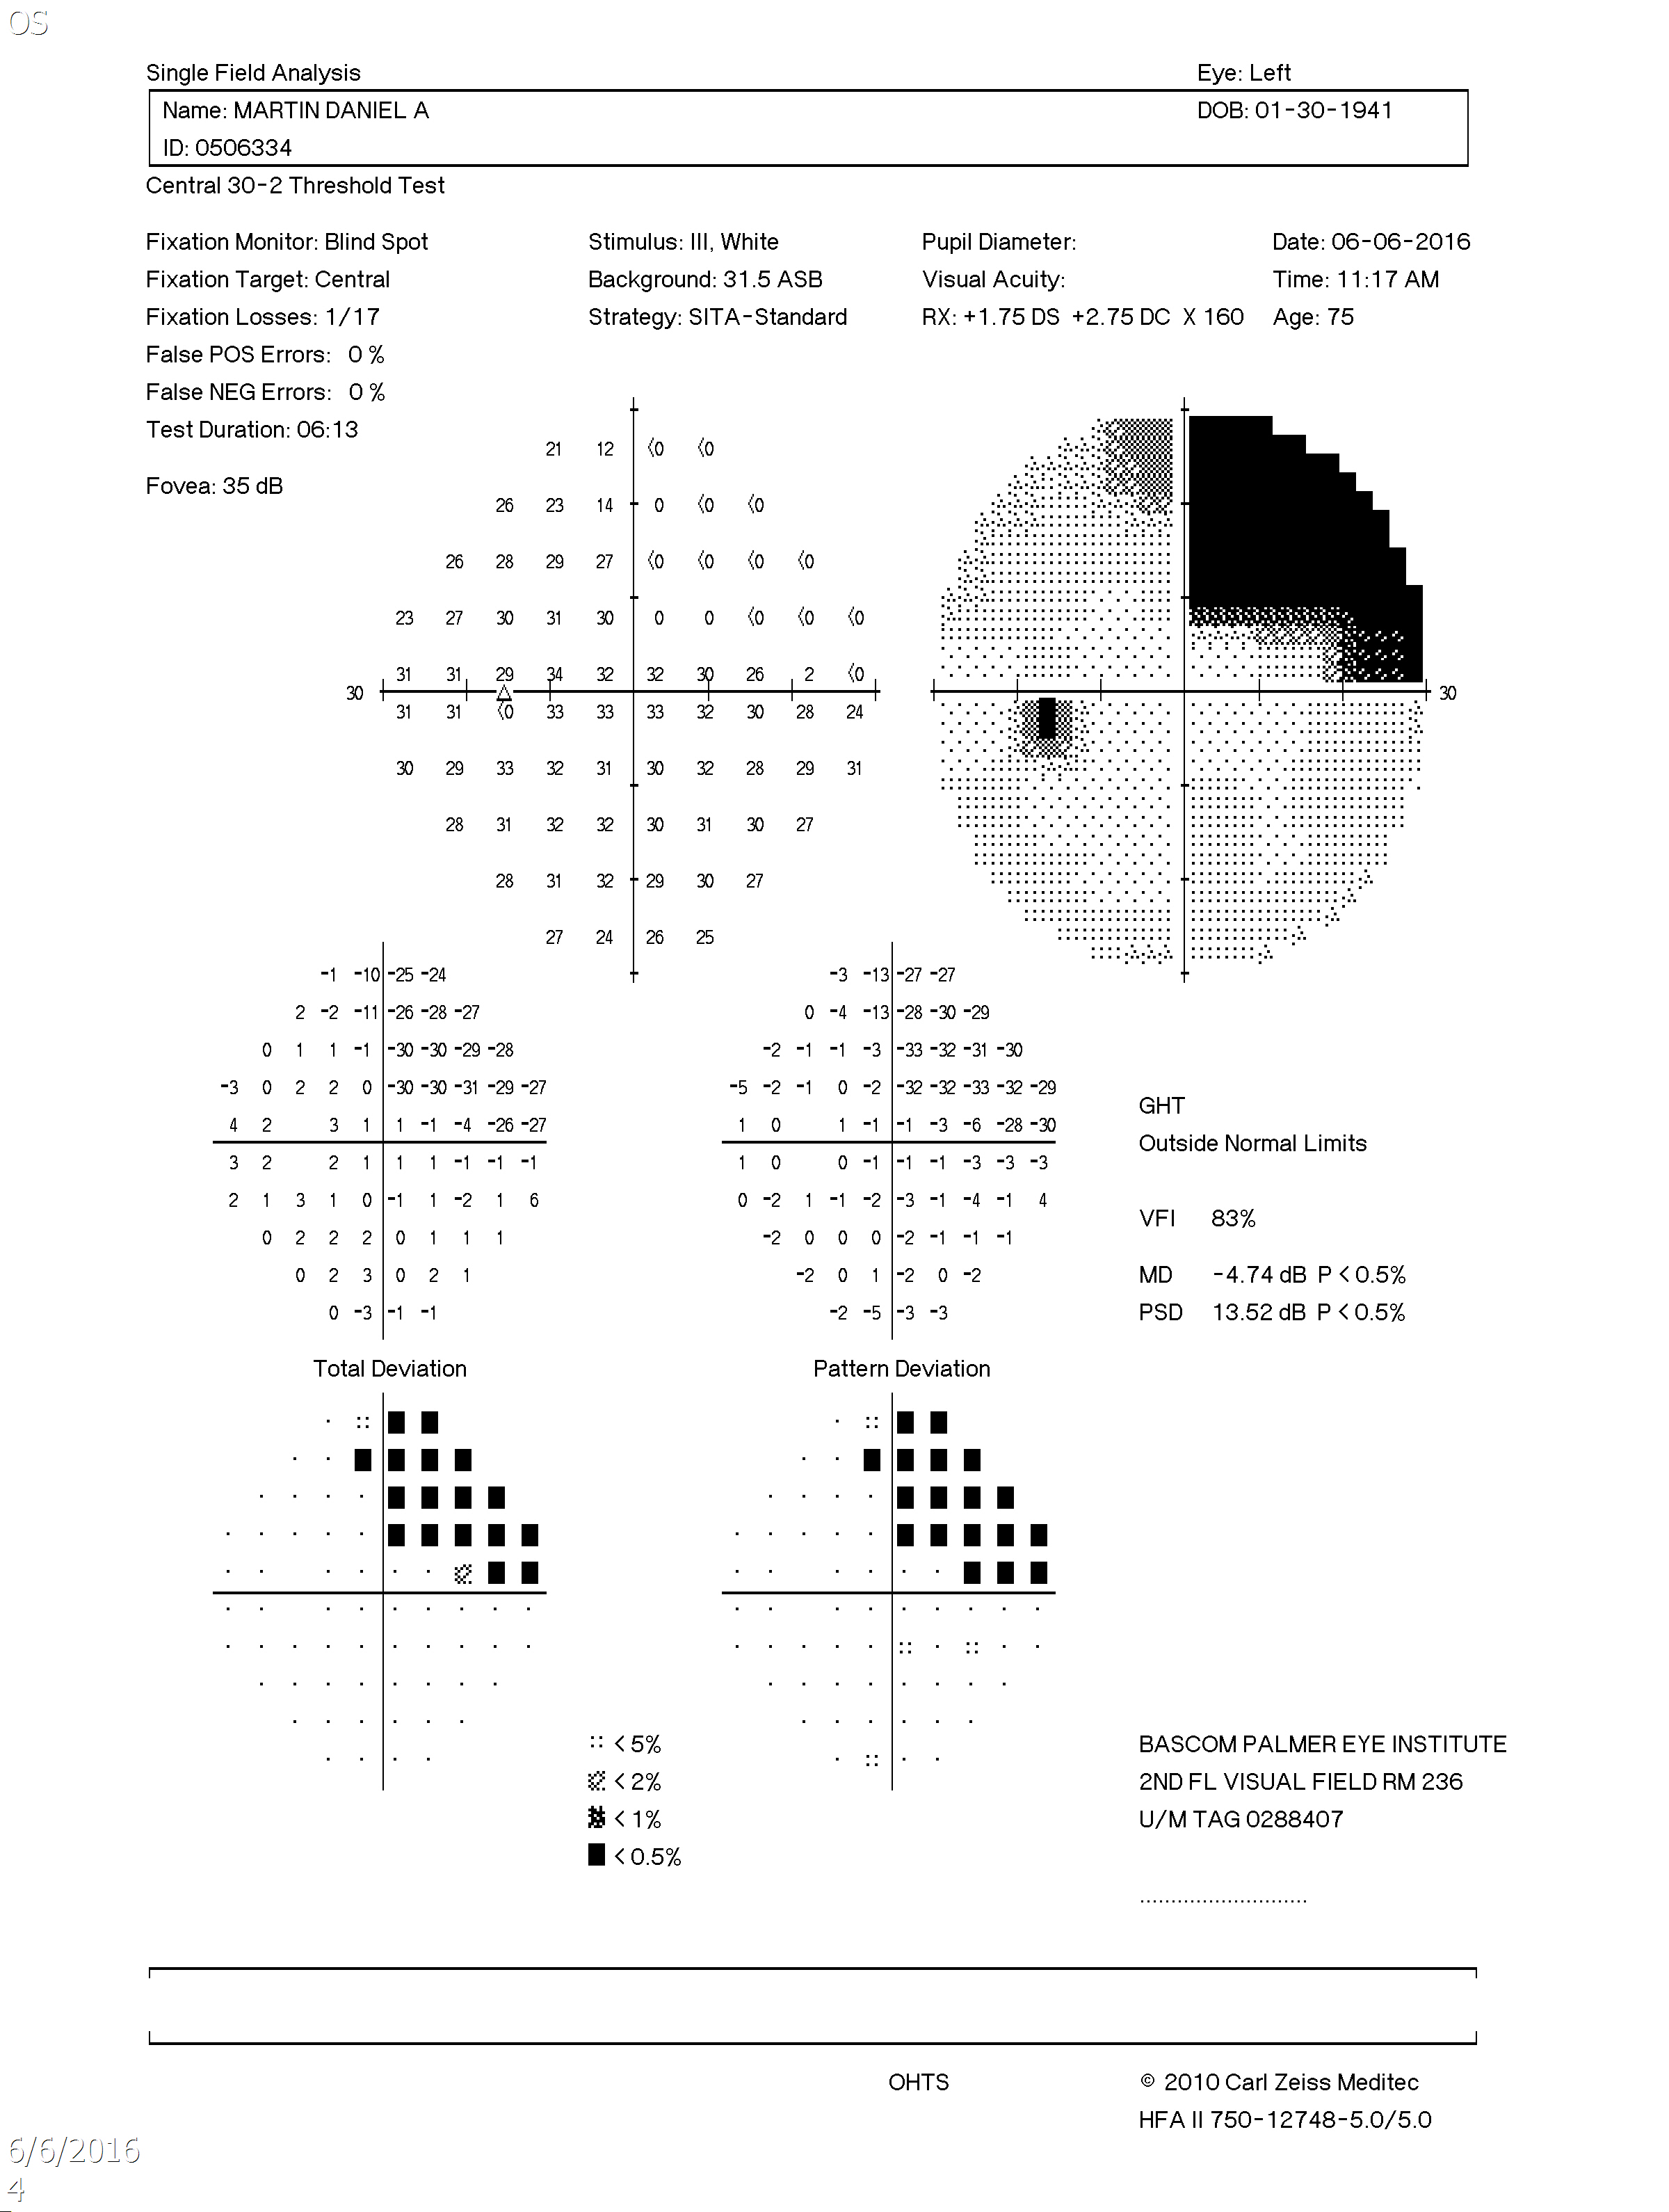 OS
Single Field Analysis Eye: Left
Name: MARTIN DANIEL A DOB: 01-30-1941
ID: 0506334
Central 30-2 Threshold Test
Fixation Monitor: Blind Spot Stimulus: III, White Pupil Diameter: Date: 06-06-2016
Fixation Target: Central Background: 31.5 ASB Visual Acuity: Time: 11:17 AM
Fixation Losses: 1/17 Strategy: SITA-Standard RX: +1.75 DS +2.75 DC X 160 Age: 75
False POS Errors: 0 %
False NEG Errors: 0 %
Test Duration: 06:13
Fovea: 35 dB
21 12 <0 <0
26 23 14 0 <0 <0
26 28 29 27 <0 <0 <0 <0
23 27 30 31 30 0 0 <0 <0 <0
31 31 29 34 32 32 30 26 2 <0
30 30
31 31 <0 33 33 33 32 30 28 24
30 29 33 32 31 30 32 28 29 31
28 31 32 32 30 31 30 27
28 31 32 29 30 27
27 24 26 25
-1 -10 -25 -24 -3 -13 -27 -27
2 -2 -11 -26 -28 -27 0 -4 -13 -28 -30 -29
0 1 1 -1 -30 -30 -29 -28 -2 -1 -1 -3 -33 -32 -31 -30
-3 0 2 2 0 -30 -30 -31 -29 -27 -5 -2 -1 0 -2 -32 -32 -33 -32 -29
GHT
4 2 3 1 1 -1 -4 -26 -27 1 0 1 -1 -1 -3 -6 -28 -30
Outside Normal Limits
3 2 2 1 1 1 -1 -1 -1 1 0 0 -1 -1 -1 -3 -3 -3
2 1 3 1 0 -1 1 -2 1 6 0 -2 1 -1 -2 -3 -1 -4 -1 4
VFI 83%
0 2 2 2 0 1 1 1 -2 0 0 0 -2 -1 -1 -1
0 2 3 0 2 1 -2 0 1 -2 0 -2
MD -4.74 dB P < 0.5%
0 -3 -1 -1 -2 -5 -3 -3
PSD 13.52 dB P < 0.5%
Total Deviation Pattern Deviation
< 5%
< 2%
< 1%
< 0.5%
BASCOM PALMER EYE INSTITUTE
2ND FL VISUAL FIELD RM 236
U/M TAG 0288407
OHTS
© 2010 Carl Zeiss Meditec
HFA II 750-12748-5.0/5.0
6/6/2016
4